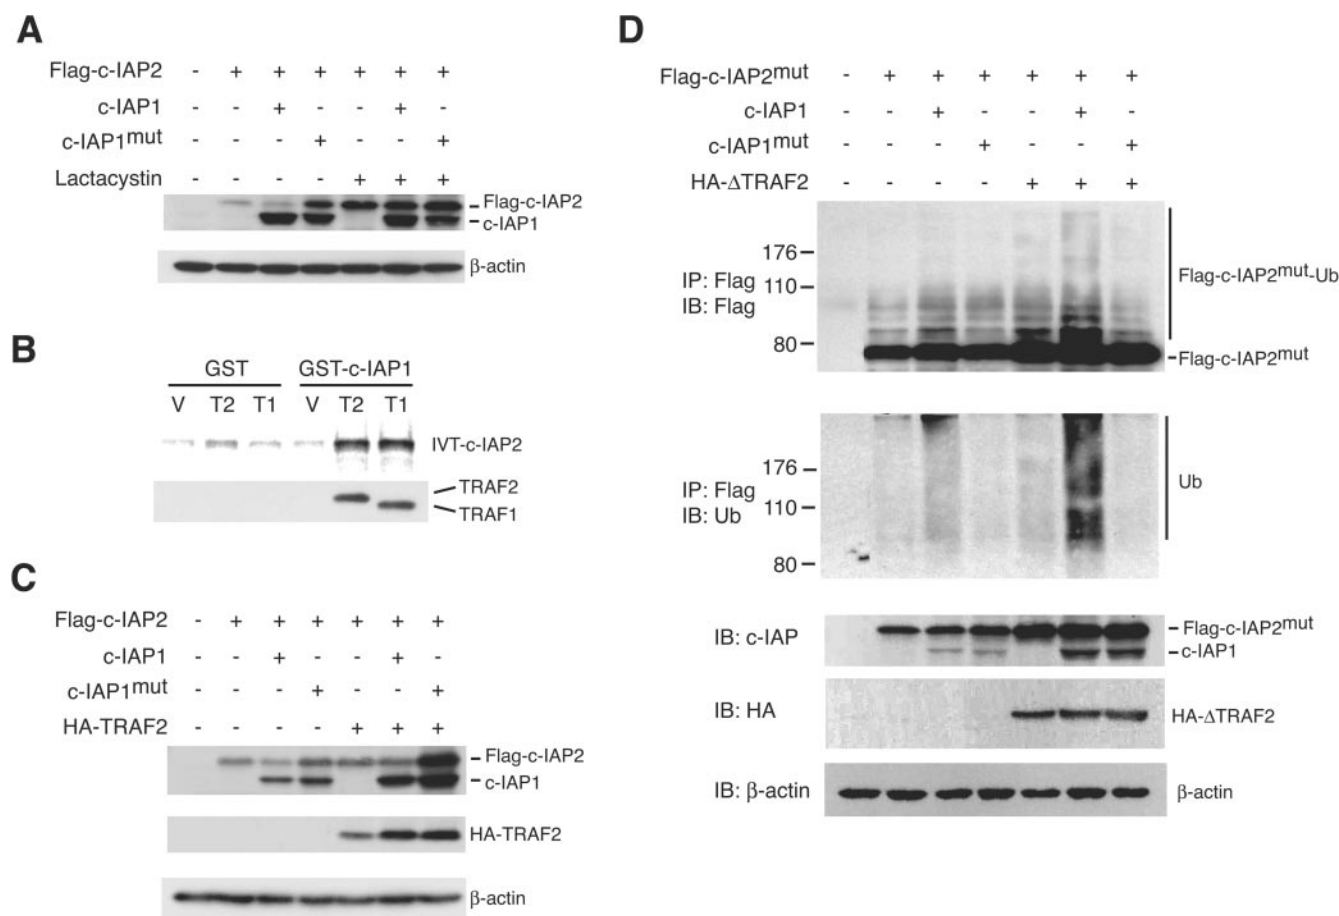 A
Flag-c-IAP2 - + + + + + +
c-IAP1 - - + - - + -
c-IAP1mut - - - + - - +
Lactacystin - - - - + + +
Flag-c-IAP2
c-IAP1
β-actin
B
GST GST-c-IAP1
V T2 T1 V T2 T1
IVT-c-IAP2
TRAF2
TRAF1
C
Flag-c-IAP2 - + + + + + +
c-IAP1 - - + - - + -
c-IAP1mut - - - + - - +
HA-TRAF2 - - - - + + +
Flag-c-IAP2
c-IAP1
HA-TRAF2
β-actin
D
Flag-c-IAP2mut - + + + + + +
c-IAP1 - - + - - + -
c-IAP1mut - - - + - - +
HA-ΔTRAF2 - - - - + + +
176
IP: Flag 110
IB: Flag
80
Flag-c-IAP2mut-Ub
Flag-c-IAP2mut
176
IP: Flag
IB: Ub 110
80
Ub
IB: c-IAP
Flag-c-IAP2mut
c-IAP1
IB: HA HA-ΔTRAF2
IB: β-actin β-actin